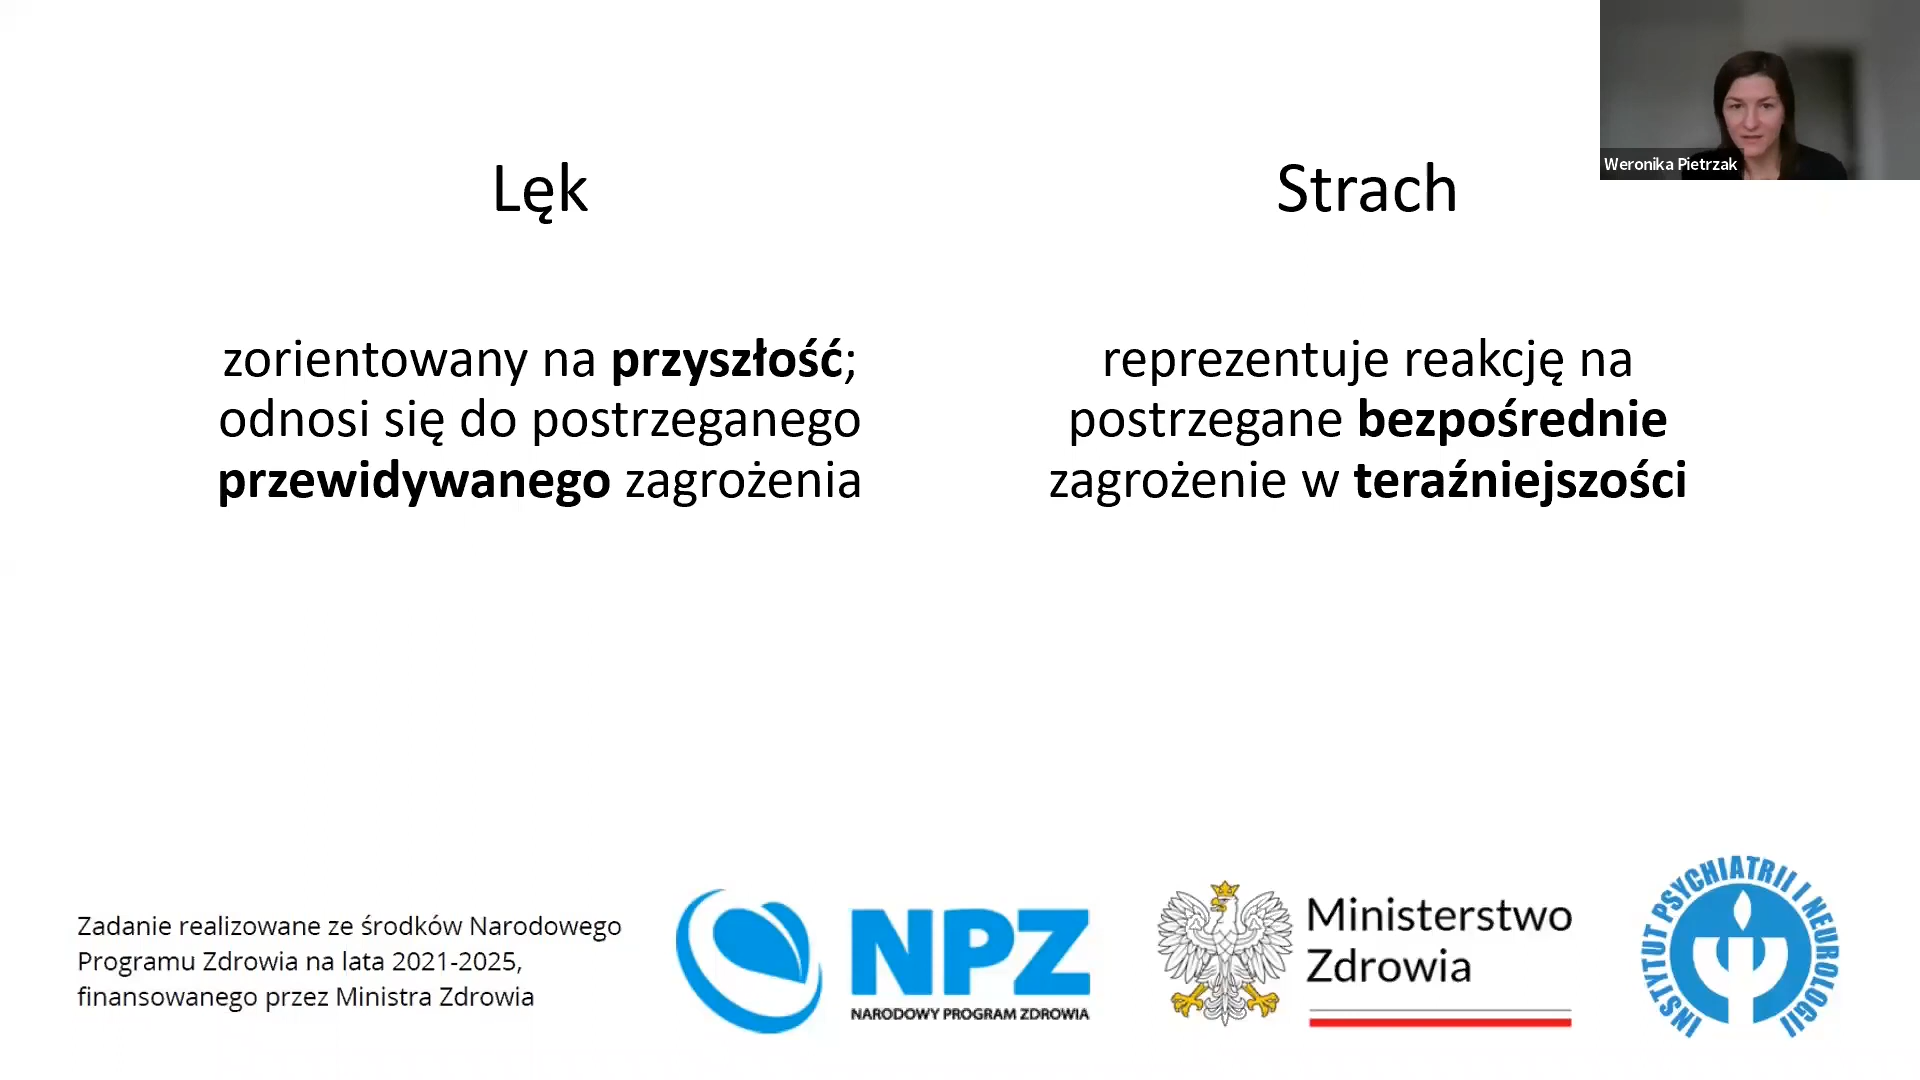 Weronika Pietrzak
Lęk
zorientowany na przyszłość;
odnosi się do postrzeganego
przewidywanego zagrożenia
Strach
reprezentuje reakcję na
postrzegane bezpośrednie
zagrożenie w teraźniejszości
Zadanie realizowane ze środków Narodowego
Programu Zdrowia na lata 2021-2025,
finansowanego przez Ministra Zdrowia
NPZ
NARODOWY PROGRAM ZDROWIA
Ministerstwo
Zdrowia
INSTYTUT PSYCHIATRII I NEUROLOGII